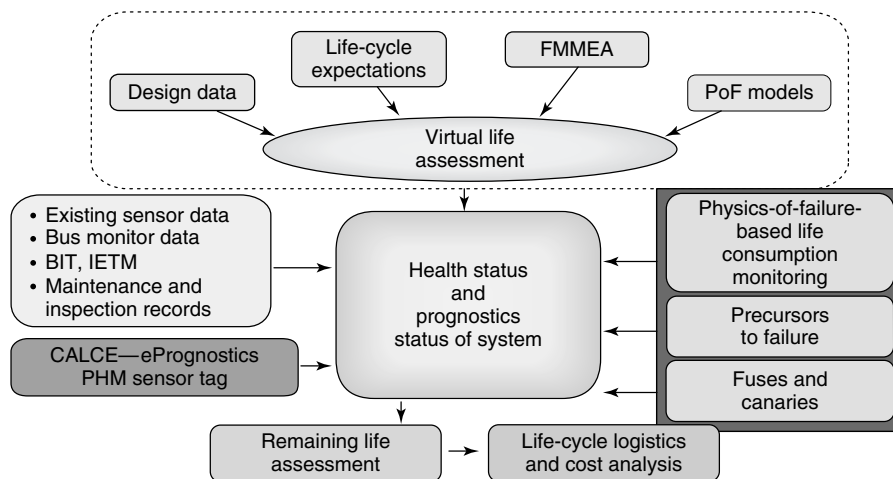 Life-cycle
expectations
FMMEA
Design data
PoF models
Virtual life
assessment
• Existing sensor data
• Bus monitor data
• BIT, IETM
• Maintenance and
inspection records
Health status
and
prognostics
status of system
Physics-of-failure-
based life
consumption
monitoring
Precursors
to failure
CALCE—ePrognostics
PHM sensor tag
Fuses and
canaries
Remaining life
assessment
Life-cycle logistics
and cost analysis